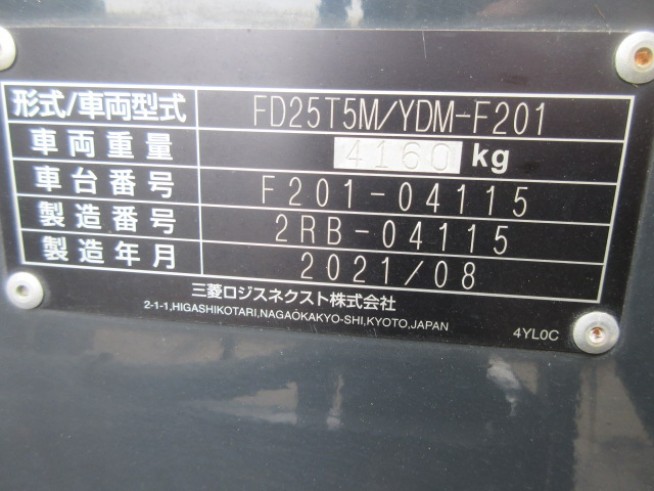 形式/車両型式 FD25T5M/YDM-F201
車両重量 4160 kg
車台番号 F201-04115
製造番号 2RB-04115
製造年月 2021/08
三菱ロジスネクスト株式会社
2-1-1,HIGASHIKOTARI,NAGAOKAKYO-SHI,KYOTO,JAPAN
4YL0C